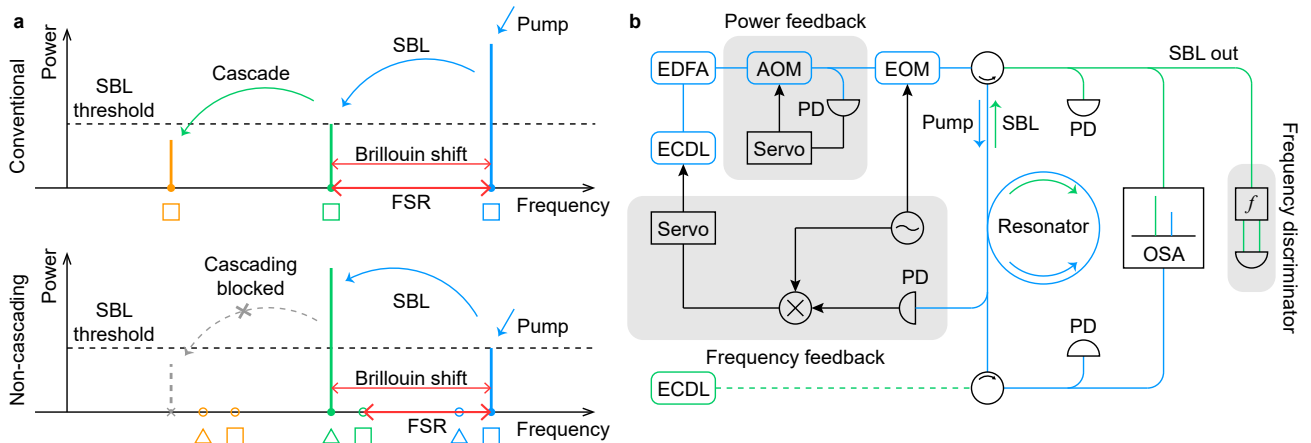 a
Conventional
Power
SBL
threshold
Cascade
SBL
Pump
Brillouin shift
FSR
Frequency
Non-cascading
Power
SBL
threshold
Cascading
blocked
SBL
Pump
Brillouin shift
FSR
Frequency
b
Power feedback
EDFA
AOM
EOM
SBL out
PD
PD
ECDL
Servo
Pump
SBL
Servo
Resonator
f
OSA
Frequency discriminator
PD
PD
Frequency feedback
ECDL